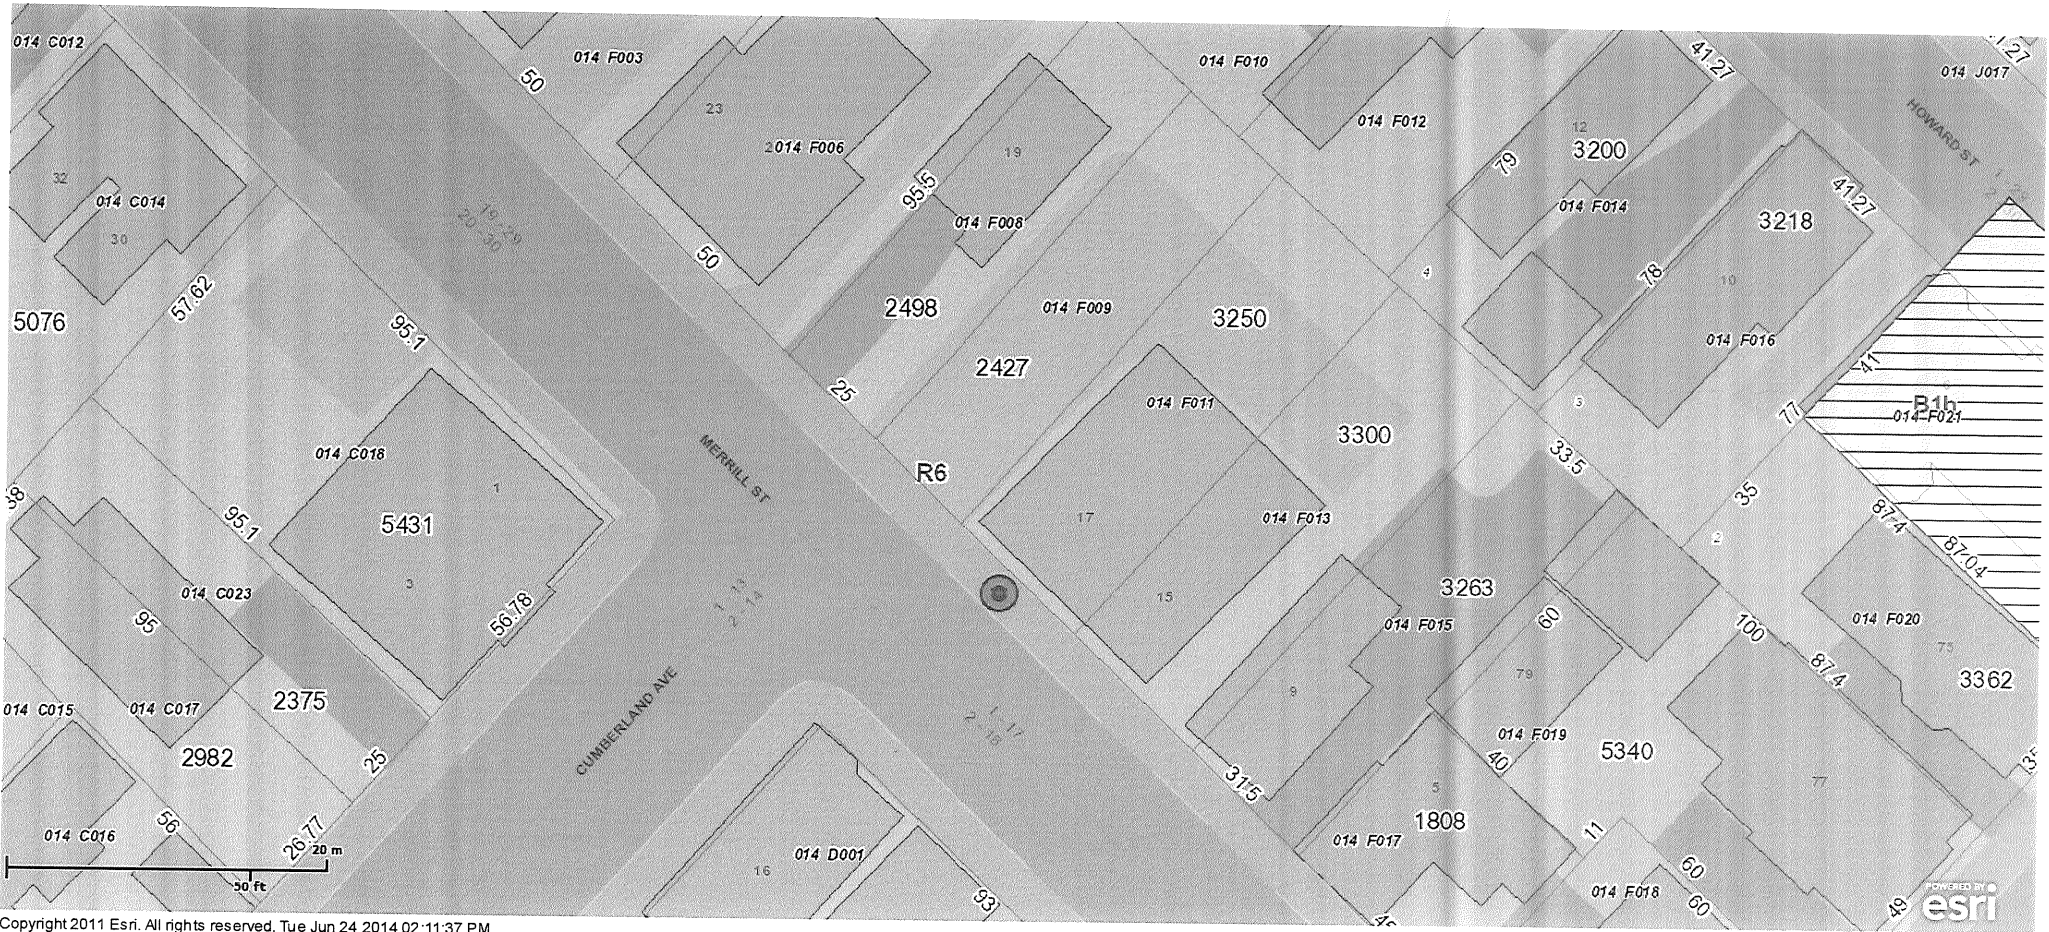 014 C012
014 F003
50
014 F010
41.27
014 J017
HOWARD ST
23
014 F006
19
014 F012
12
3200
79
32
014 C014
30
57.62
5076
19 - 29
20 - 30
50
95.5
014 F008
014 F014
41.27
3218
4
78
10
014 F016
95.1
2498
014 F009
3250
2427
25
014 F011
3300
3
41
77
B1b
014 F021
014 C018
1
5431
3
MERRILL ST
R6
33.5
35
2
87.4
87.04
38
95.1
56.78
17
014 F013
15
3263
014 F015
60
100
014 F020
75
3362
87.4
014 C023
95
1 - 13
2 - 14
9
79
014 F019
5340
40
77
2375
014 C015
014 C017
2982
25
CUMBERLAND AVE
1 - 17
2 - 16
31.5
5
1808
014 F017
11
014 C016
56
26.77
20 m
50 ft
16
014 D001
93
014 F018
60
60
49
POWERED BY
esri
Copyright 2011 Esri. All rights reserved. Tue Jun 24 2014 02:11:37 PM